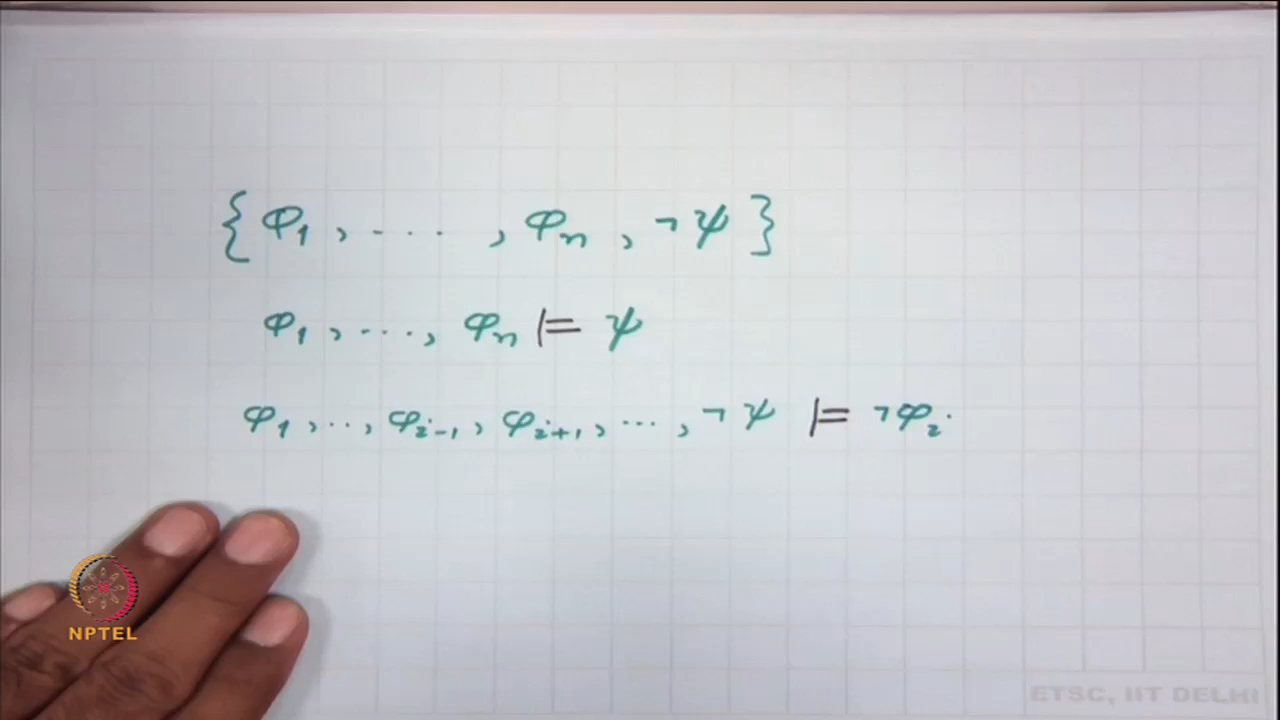 { φ₁ , ... , φₙ , ¬ψ }
φ₁ , ... , φₙ ⊨ ψ
φ₁ , .. , φᵢ₋₁ , φᵢ₊₁ , ... , ¬ψ ⊨ ¬φᵢ
NPTEL
ETSC, IIT DELHI